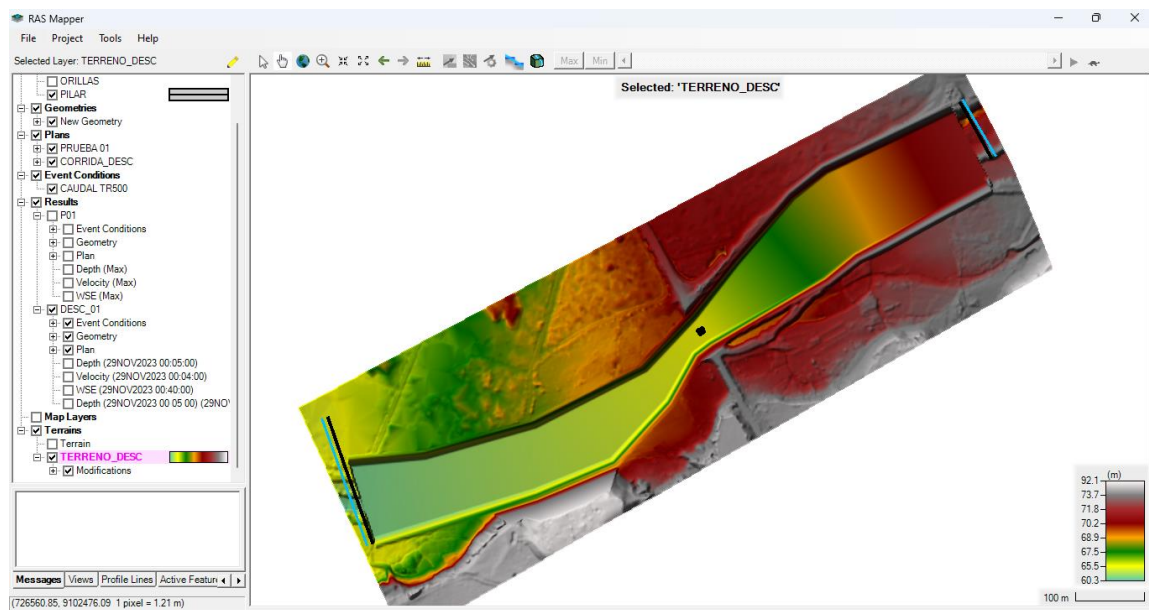 RAS Mapper
File Project Tools Help
Selected Layer: TERRENO_DESC
Max Min
ORILLAS
PILAR
Geometries
New Geometry
Plans
PRUEBA 01
CORRIDA_DESC
Event Conditions
CAUDAL TR500
Results
P01
Event Conditions
Geometry
Plan
Depth (Max)
Velocity (Max)
WSE (Max)
DESC_01
Event Conditions
Geometry
Plan
Depth (29NOV2023 00:05:00)
Velocity (29NOV2023 00:04:00)
WSE (29NOV2023 00:40:00)
Depth (29NOV2023 00 05 00) (29NO
Map Layers
Terrains
Terrain
TERRENO_DESC
Modifications
Messages Views Profile Lines Active Featur
(726560.85, 9102476.09 1 pixel = 1.21 m)
Selected: 'TERRENO_DESC'
(m)
92.1
73.7
71.8
70.2
68.9
67.5
65.5
60.3
100 m